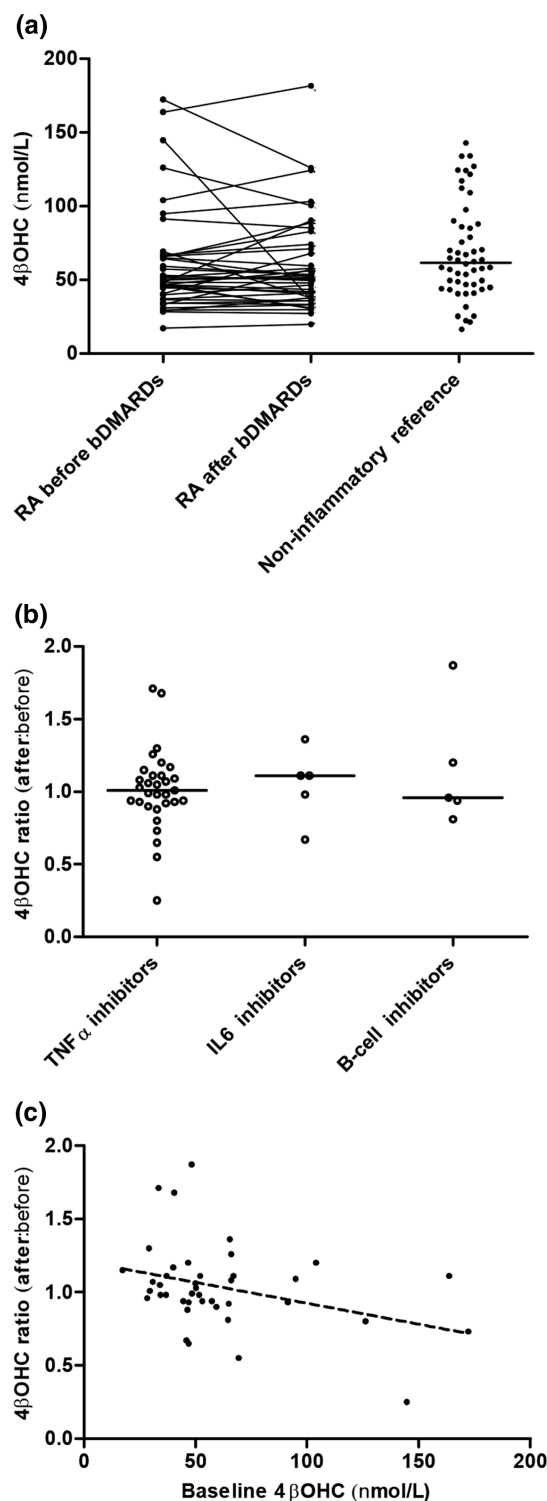 (a)
4βOHC (nmol/L)
200
150
100
50
0
RA before bDMARDs
RA after bDMARDs
Non-inflammatory reference
(b)
4βOHC ratio (after:before)
2.0
1.5
1.0
0.5
0.0
TNFα inhibitors
IL6 inhibitors
B-cell inhibitors
(c)
4βOHC ratio (after:before)
2.0
1.5
1.0
0.5
0.0
0 50 100 150 200
Baseline 4βOHC (nmol/L)